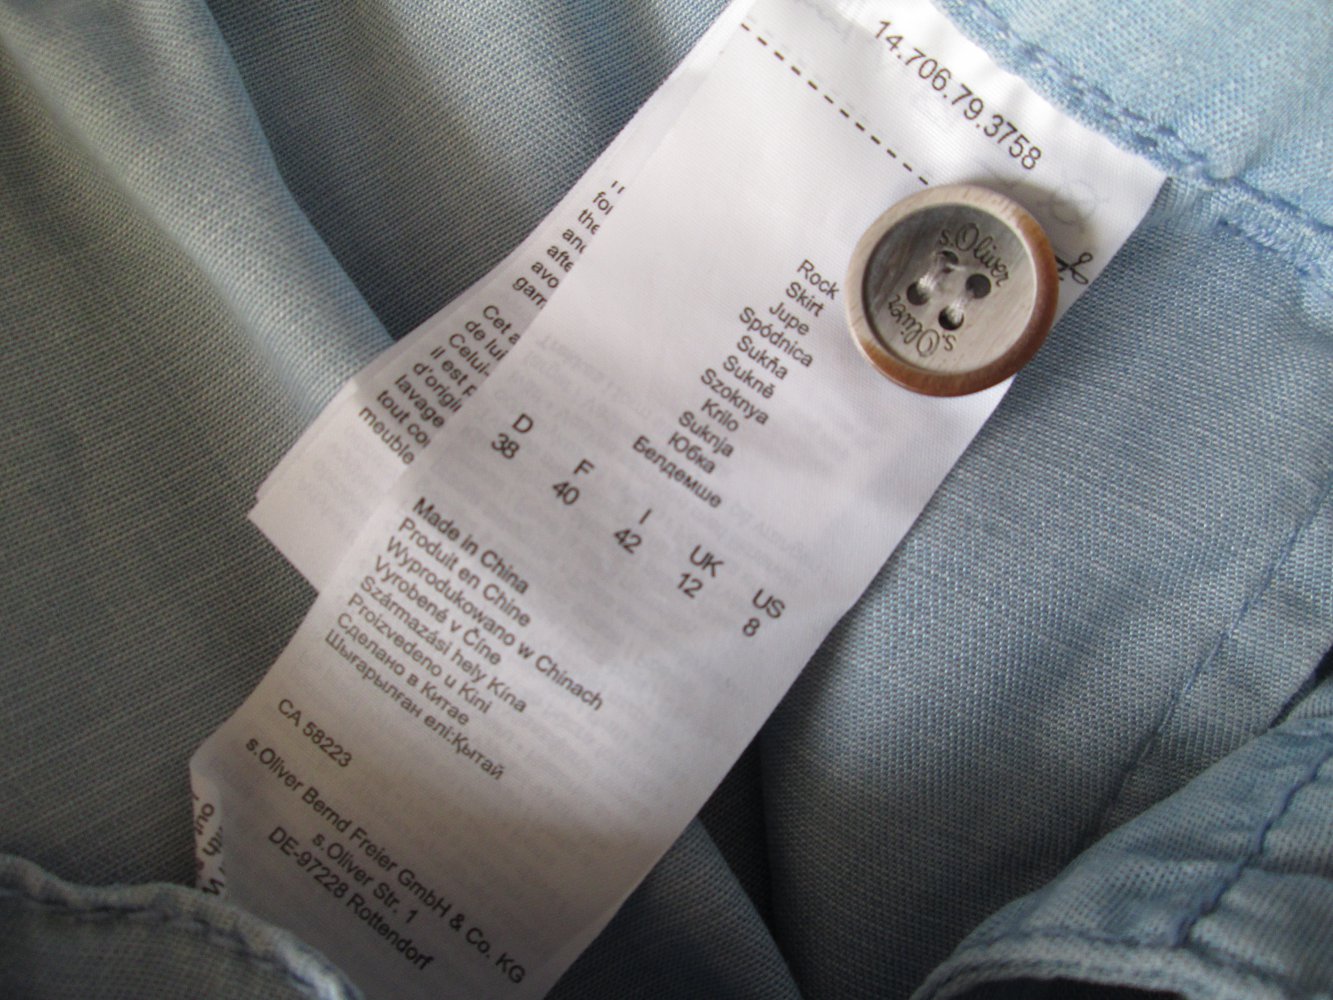 14.706.79.3758
s.Oliver
s.Oliver
Rock
Skirt
Jupe
Spódnica
Sukňa
Sukně
Szoknya
Krilo
Suknja
Юбка
Белдемше
D F I UK US
38 40 42 12 8
Made in China
Produit en Chine
Wyprodukowano w Chinach
Vyrobené v Číne
Származási hely Kína
Proizvedeno u Kini
Сделано в Китае
Шығарылған елі:Қытай
CA 58223
s.Oliver Bernd Freier GmbH & Co. KG
s.Oliver Str. 1
DE-97228 Rottendorf
Cet
de
Celui-
il est
d'origi
lavage
tout
meuble